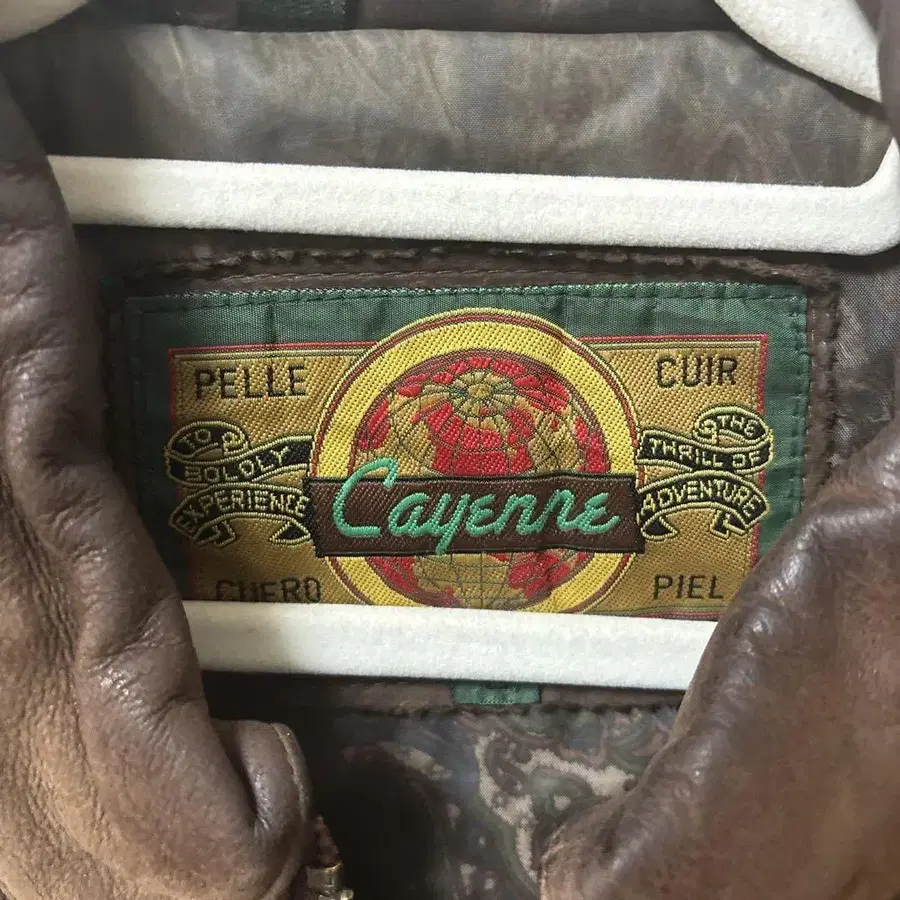 PELLE
CUIR
TO
BOLDLY
EXPERIENCE
THE
THRILL OF
ADVENTURE
Cayenne
CUERO
PIEL